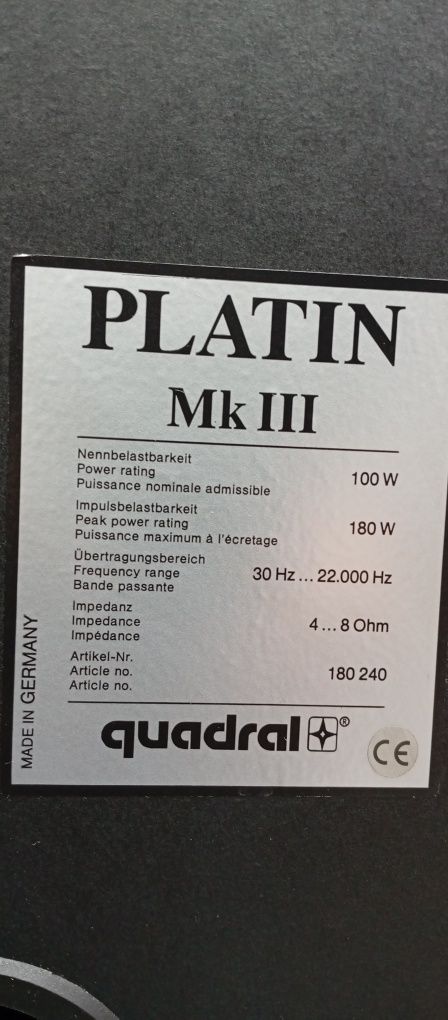 PLATIN
Mk III
Nennbelastbarkeit
Power rating
Puissance nominale admissible
100 W
Impulsbelastbarkeit
Peak power rating
Puissance maximum à l'écretage
180 W
Übertragungsbereich
Frequency range
Bande passante
30 Hz ... 22.000 Hz
Impedanz
Impedance
Impédance
4 ... 8 Ohm
Artikel-Nr.
Article no.
Article no.
180 240
MADE IN GERMANY
quadral®
CE